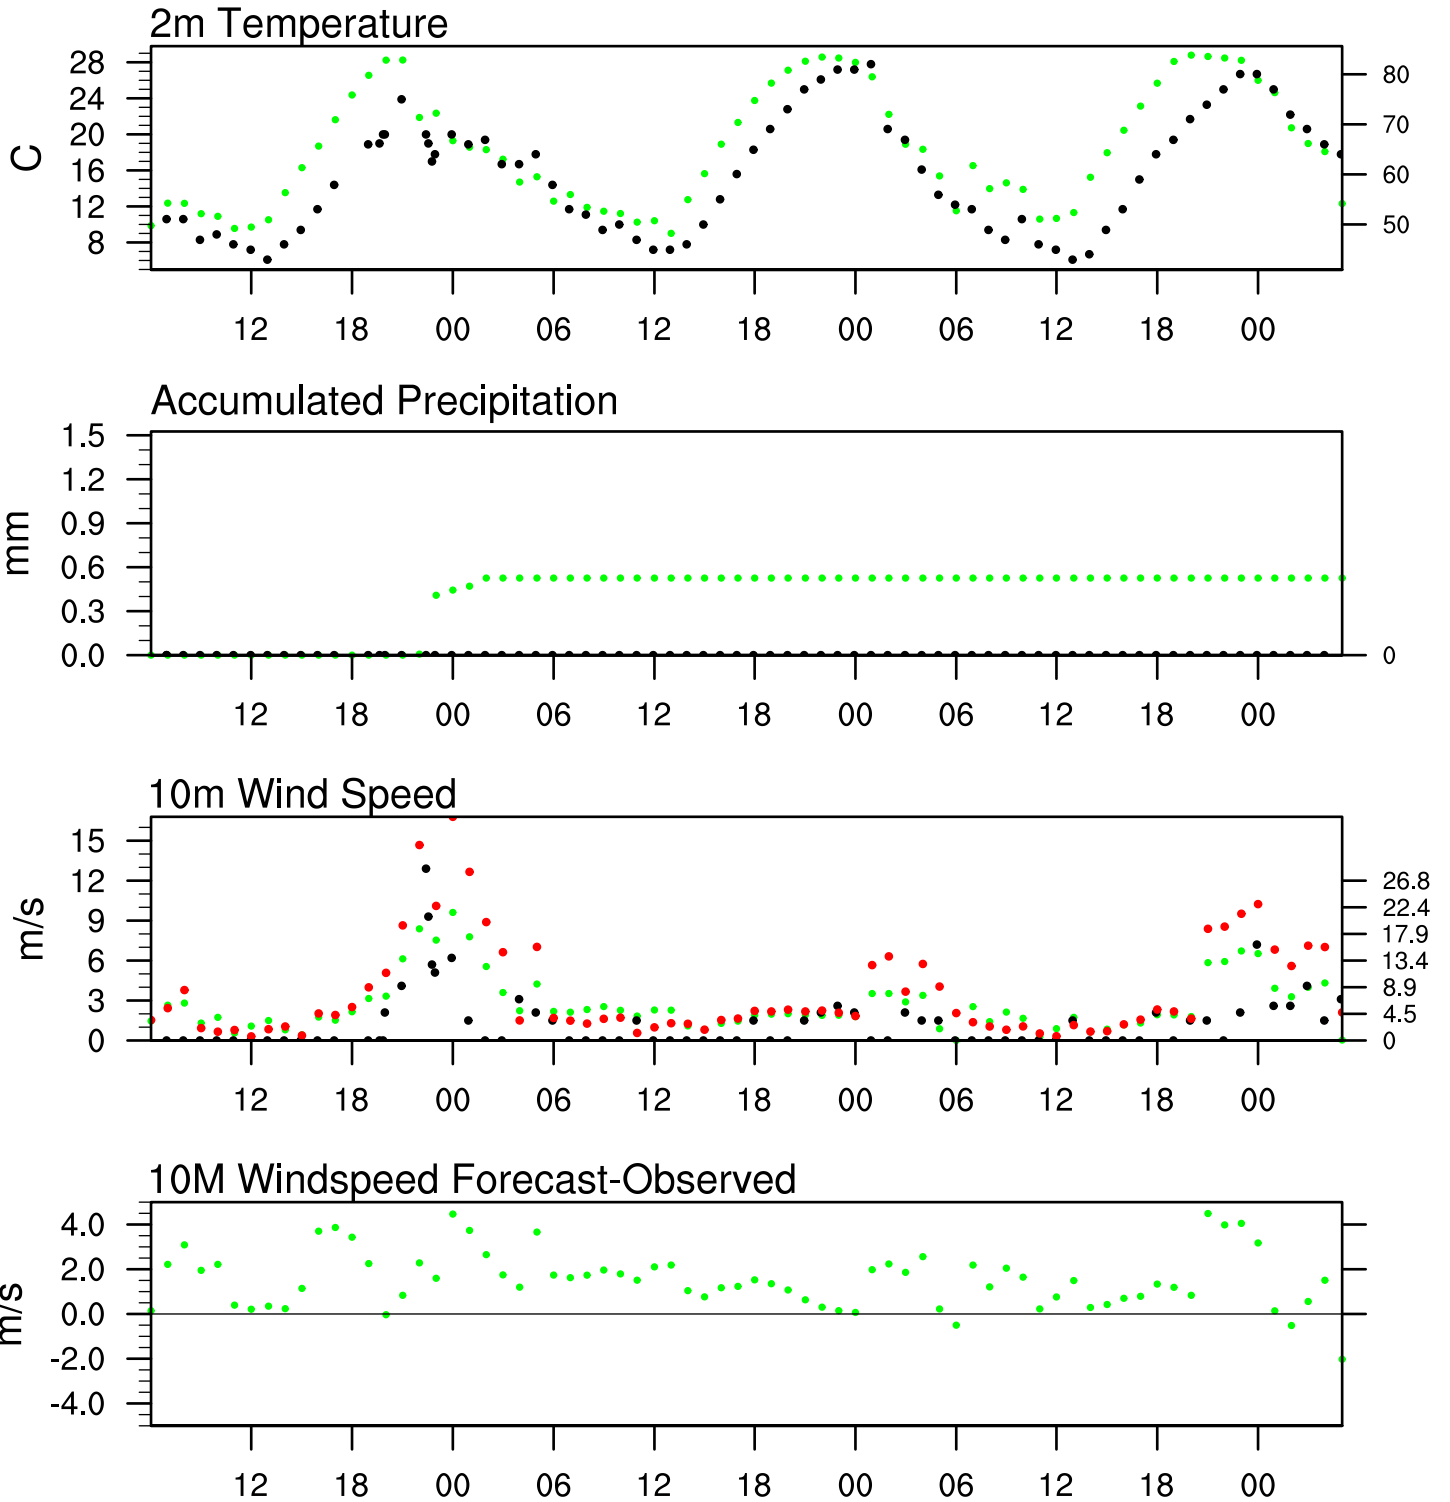 2m Temperature
28
24
20
16
12
8
C
80
70
60
50
12 18 00 06 12 18 00 06 12 18 00
Accumulated Precipitation
1.5
1.2
0.9
0.6
0.3
0.0
mm
0
12 18 00 06 12 18 00 06 12 18 00
10m Wind Speed
15
12
9
6
3
0
m/s
26.8
22.4
17.9
13.4
8.9
4.5
0
12 18 00 06 12 18 00 06 12 18 00
10M Windspeed Forecast-Observed
4.0
2.0
0.0
-2.0
-4.0
m/s
12 18 00 06 12 18 00 06 12 18 00